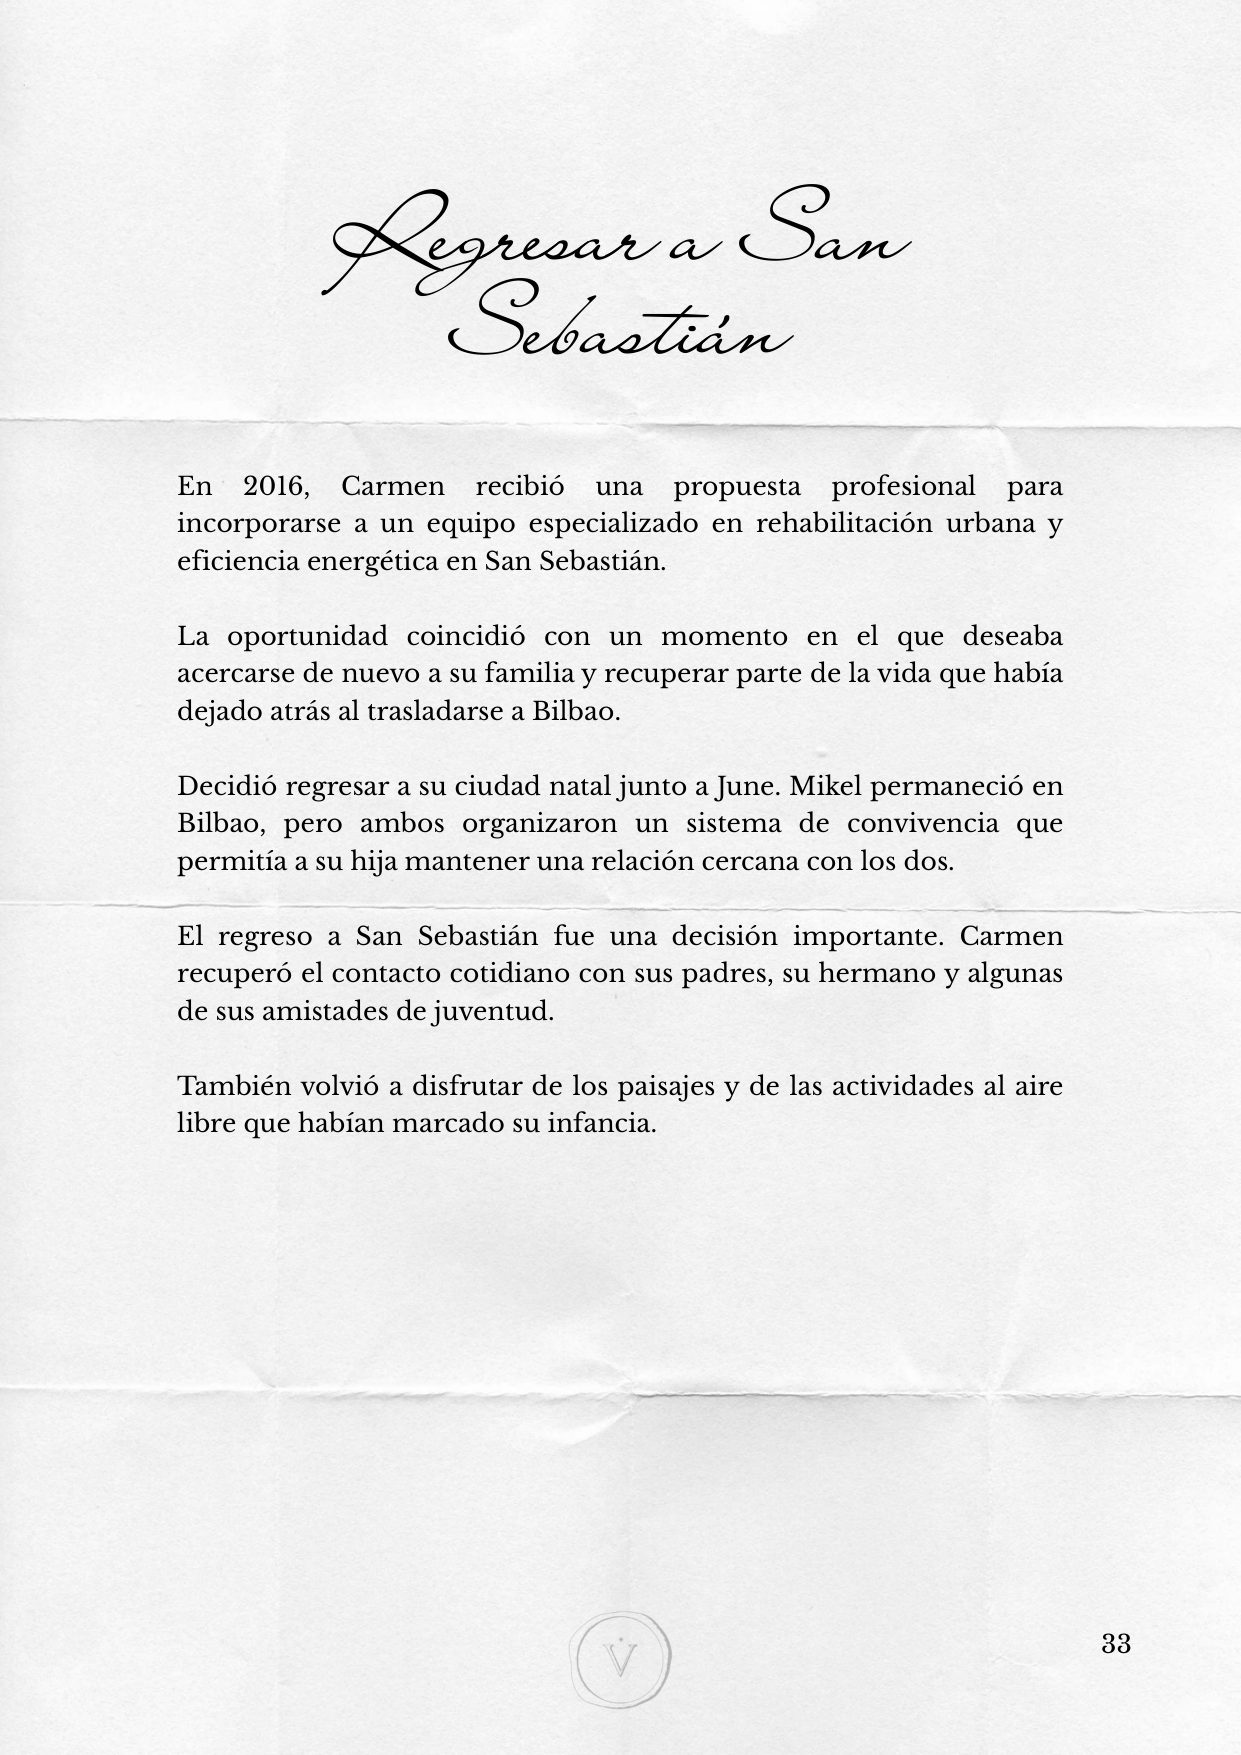 Regresar a San
Sebastián
En 2016, Carmen recibió una propuesta profesional para
incorporarse a un equipo especializado en rehabilitación urbana y
eficiencia energética en San Sebastián.
La oportunidad coincidió con un momento en el que deseaba
acercarse de nuevo a su familia y recuperar parte de la vida que había
dejado atrás al trasladarse a Bilbao.
Decidió regresar a su ciudad natal junto a June. Mikel permaneció en
Bilbao, pero ambos organizaron un sistema de convivencia que
permitía a su hija mantener una relación cercana con los dos.
El regreso a San Sebastián fue una decisión importante. Carmen
recuperó el contacto cotidiano con sus padres, su hermano y algunas
de sus amistades de juventud.
También volvió a disfrutar de los paisajes y de las actividades al aire
libre que habían marcado su infancia.
V
33